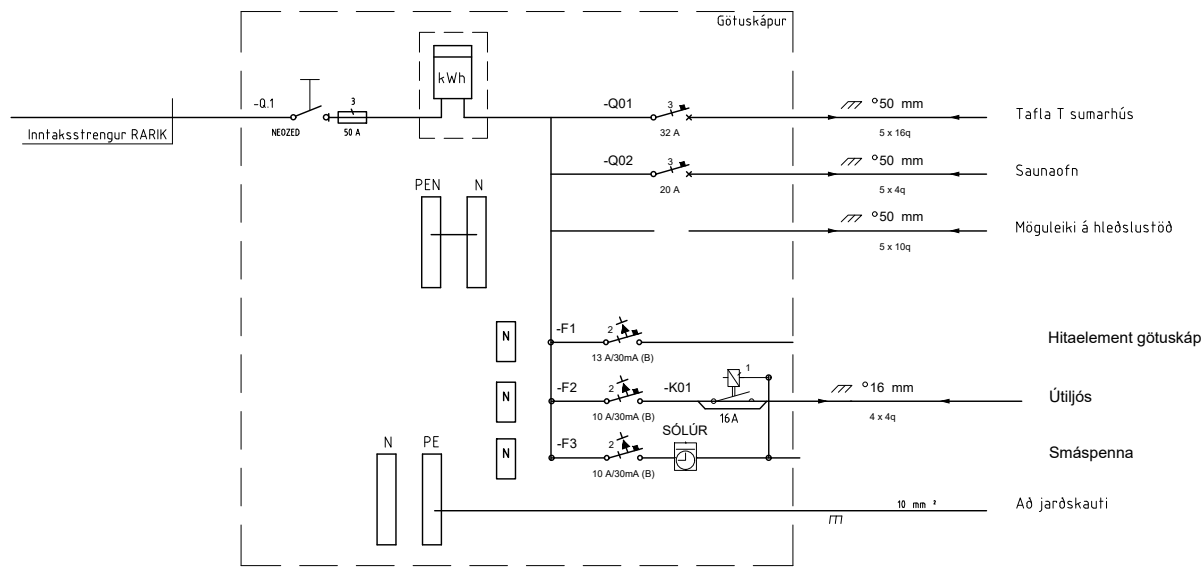 Götuskápur
kWh
-Q.1
3
NEOZED
50 A
Inntaksstrengur RARIK
-Q01
3
32 A
°50 mm
5 x 16q
Tafla T sumarhús
-Q02
3
20 A
°50 mm
5 x 4q
Saunaofn
PEN
N
°50 mm
5 x 10q
Möguleiki á hleðslustöð
N
-F1
2
13 A/30mA (B)
Hitaelement götuskáp
N
-F2
2
10 A/30mA (B)
-K01
1
16A
°16 mm
4 x 4q
Útiljós
N
-F3
2
10 A/30mA (B)
SÓLÚR
Smáspenna
N
PE
10 mm ²
Að jarðskauti